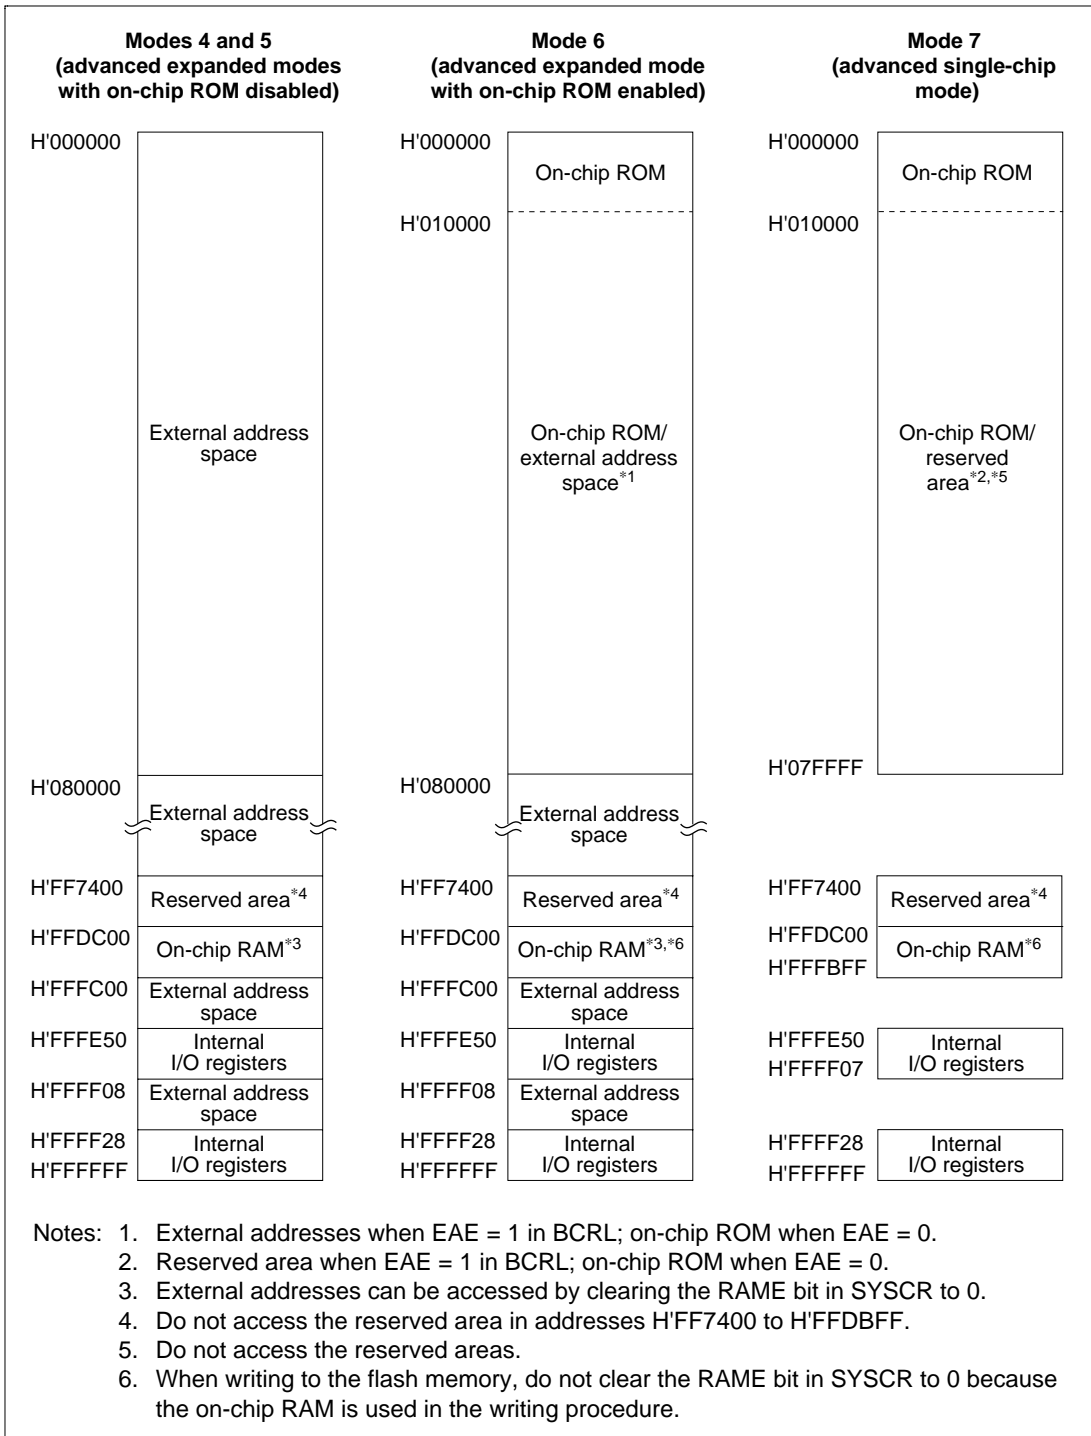 Modes 4 and 5
(advanced expanded modes
with on-chip ROM disabled)
Mode 6
(advanced expanded mode
with on-chip ROM enabled)
Mode 7
(advanced single-chip
mode)
H'000000
External address
space
H'080000
External address
space
H'FF7400
Reserved area*4
H'FFDC00
On-chip RAM*3
H'FFFC00
External address
space
H'FFFE50
Internal
I/O registers
H'FFFF08
External address
space
H'FFFF28
Internal
I/O registers
H'FFFFFF
H'000000
On-chip ROM
H'010000
On-chip ROM/
external address
space*1
H'080000
External address
space
H'FF7400
Reserved area*4
H'FFDC00
On-chip RAM*3,*6
H'FFFC00
External address
space
H'FFFE50
Internal
I/O registers
H'FFFF08
External address
space
H'FFFF28
Internal
I/O registers
H'FFFFFF
H'000000
On-chip ROM
H'010000
On-chip ROM/
reserved
area*2,*5
H'07FFFF
H'FF7400
Reserved area*4
H'FFDC00
On-chip RAM*6
H'FFFBFF
H'FFFE50
Internal
I/O registers
H'FFFF07
H'FFFF28
Internal
I/O registers
H'FFFFFF
Notes: 1. External addresses when EAE = 1 in BCRL; on-chip ROM when EAE = 0.
2. Reserved area when EAE = 1 in BCRL; on-chip ROM when EAE = 0.
3. External addresses can be accessed by clearing the RAME bit in SYSCR to 0.
4. Do not access the reserved area in addresses H'FF7400 to H'FFDBFF.
5. Do not access the reserved areas.
6. When writing to the flash memory, do not clear the RAME bit in SYSCR to 0 because
the on-chip RAM is used in the writing procedure.